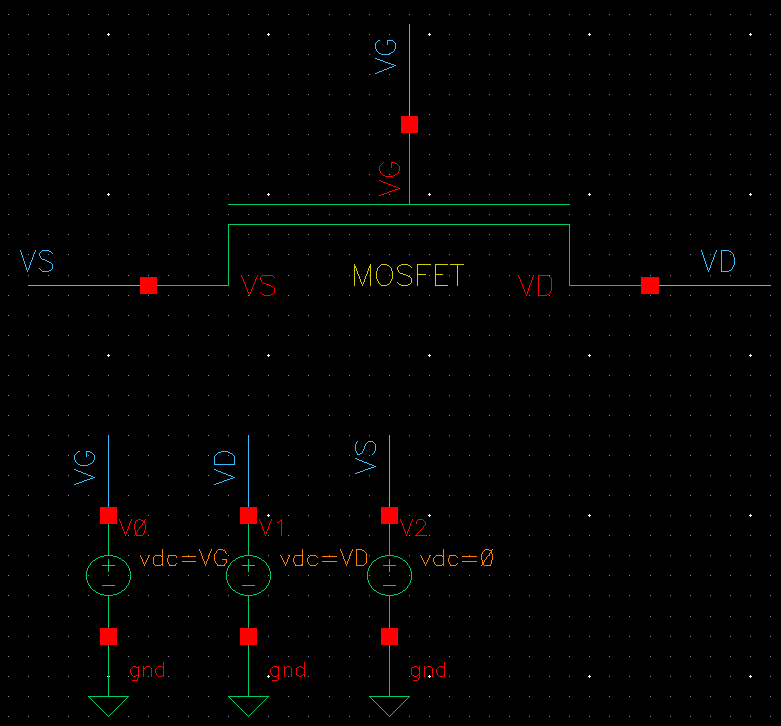 VG
VG
VS
VS
MOSFET
VD
VD
VG
VD
VS
V0
V1
V2
vdc=VG
vdc=VD
vdc=0
gnd
gnd
gnd